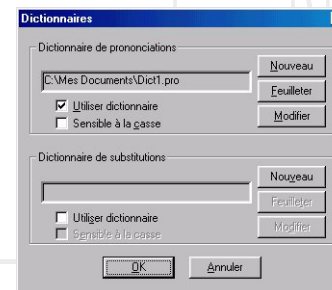 Dictionnaires
Dictionnaire de prononciations
C:\Mes Documents\Dict1.pro
Utiliser dictionnaire
Sensible à la casse
Nouveau
Feuilleter
Modifier
Dictionnaire de substitutions
Utiliser dictionnaire
Sensible à la casse
Nouveau
Feuilleter
Modifier
OK
Annuler